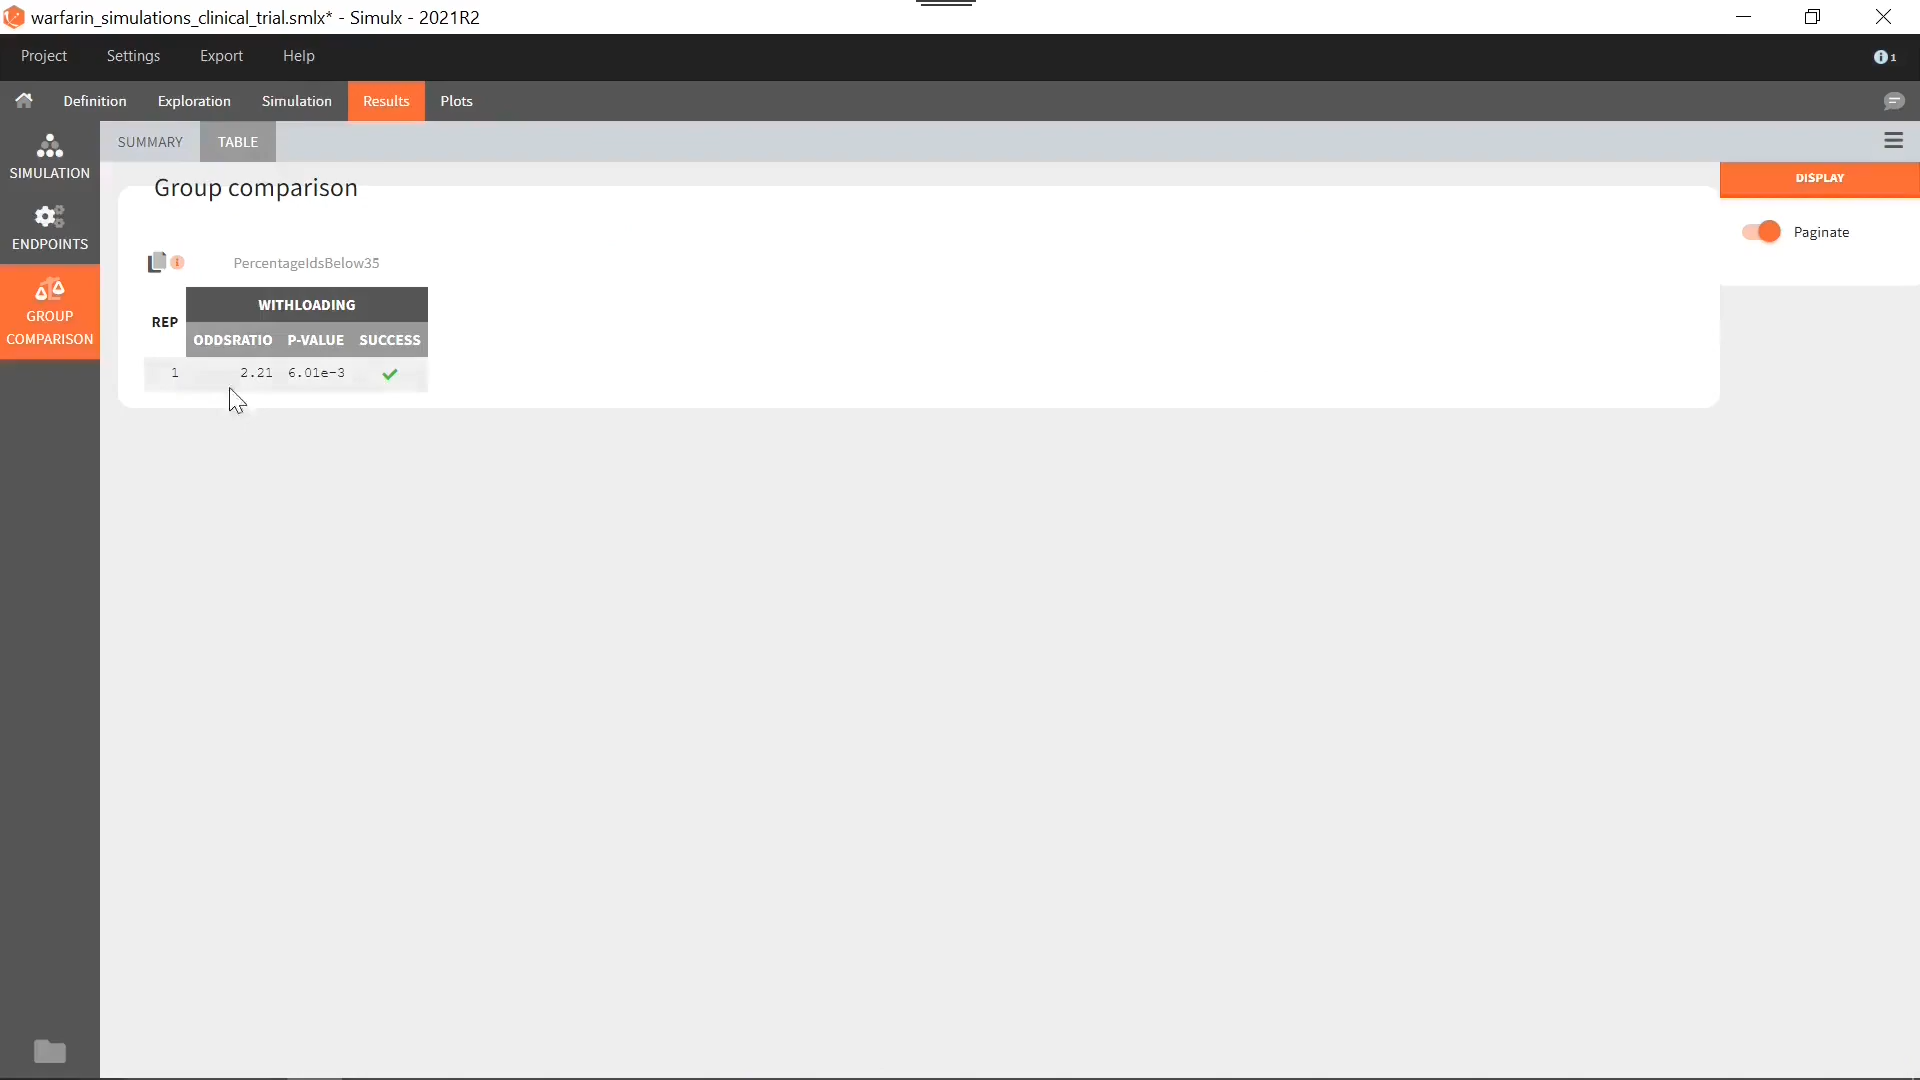 warfarin_simulations_clinical_trial.smlx* - Simulx - 2021R2
Project Settings Export Help
1
Definition Exploration Simulation Results Plots
SIMULATION
ENDPOINTS
GROUP
COMPARISON
SUMMARY TABLE
Group comparison
PercentageIdsBelow35
WITHLOADING
REP
ODDSRATIO P-VALUE SUCCESS
1 2.21 6.01e-3
DISPLAY
Paginate